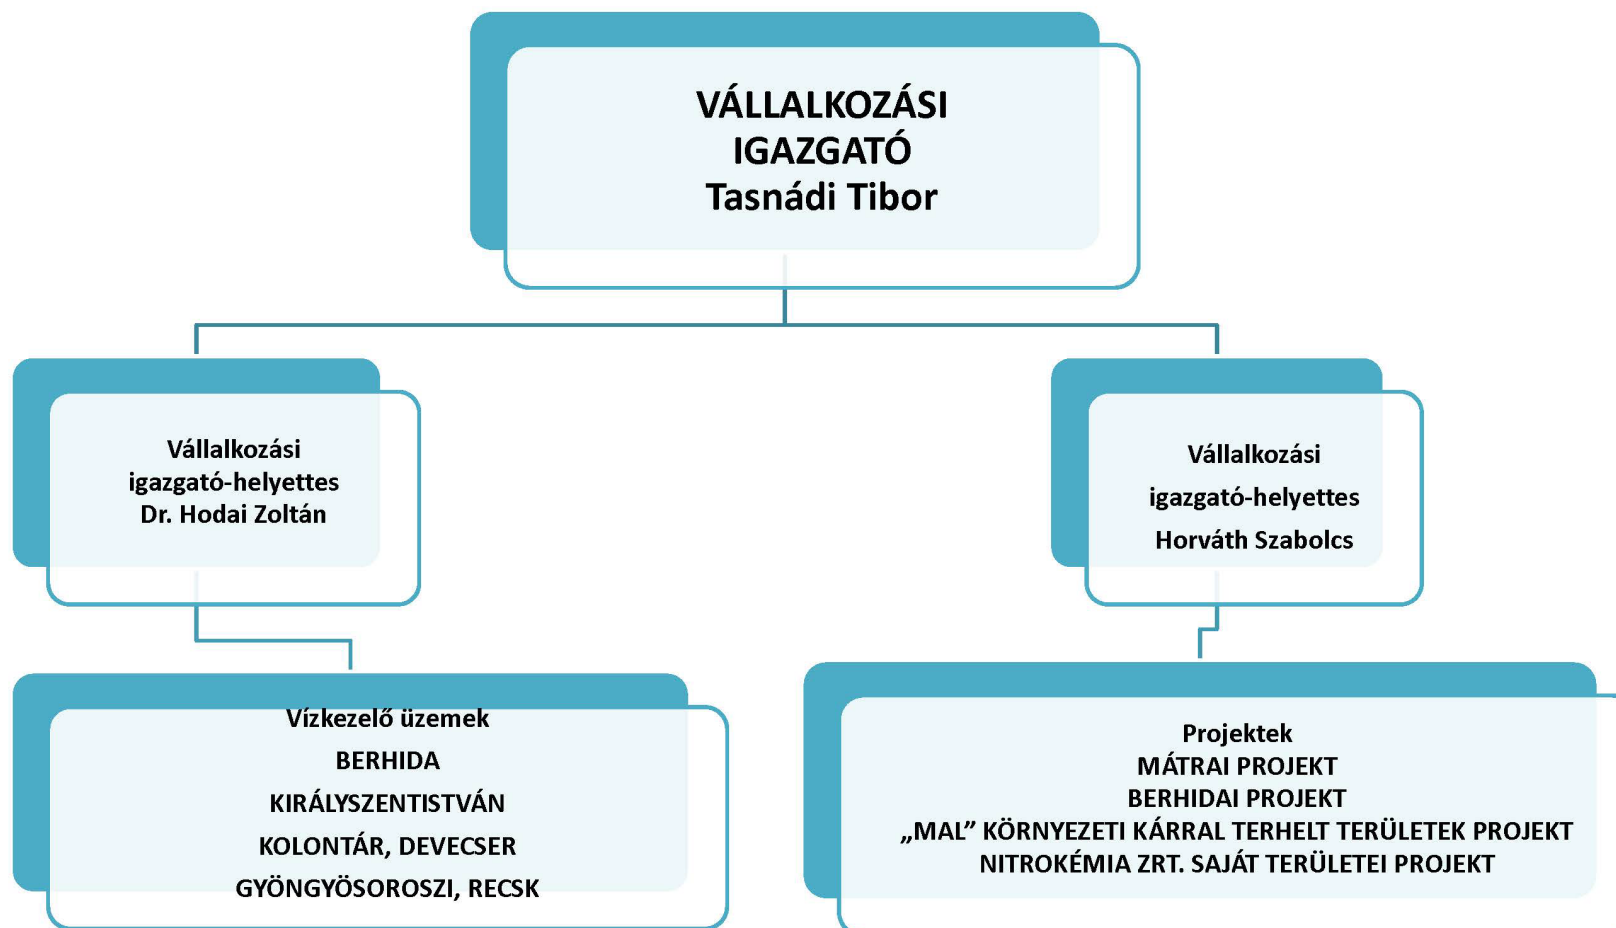 VÁLLALKOZÁSI
IGAZGATÓ
Tasnádi Tibor
Vállalkozási
igazgató-helyettes
Dr. Hodai Zoltán
Vállalkozási
igazgató-helyettes
Horváth Szabolcs
Vízkezelő üzemek
BERHIDA
KIRÁLYSZENTISTVÁN
KOLONTÁR, DEVECSER
GYÖNGYÖSOROSZI, RECSK
Projektek
MÁTRAI PROJEKT
BERHIDAI PROJEKT
„MAL” KÖRNYEZETI KÁRRAL TERHELT TERÜLETEK PROJEKT
NITROKÉMIA ZRT. SAJÁT TERÜLETEI PROJEKT